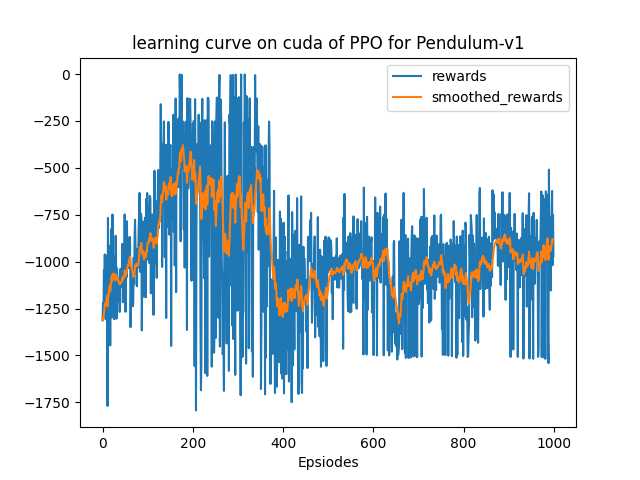 learning curve on cuda of PPO for Pendulum-v1
rewards
smoothed_rewards
0
−250
−500
−750
−1000
−1250
−1500
−1750
0 200 400 600 800 1000
Epsiodes